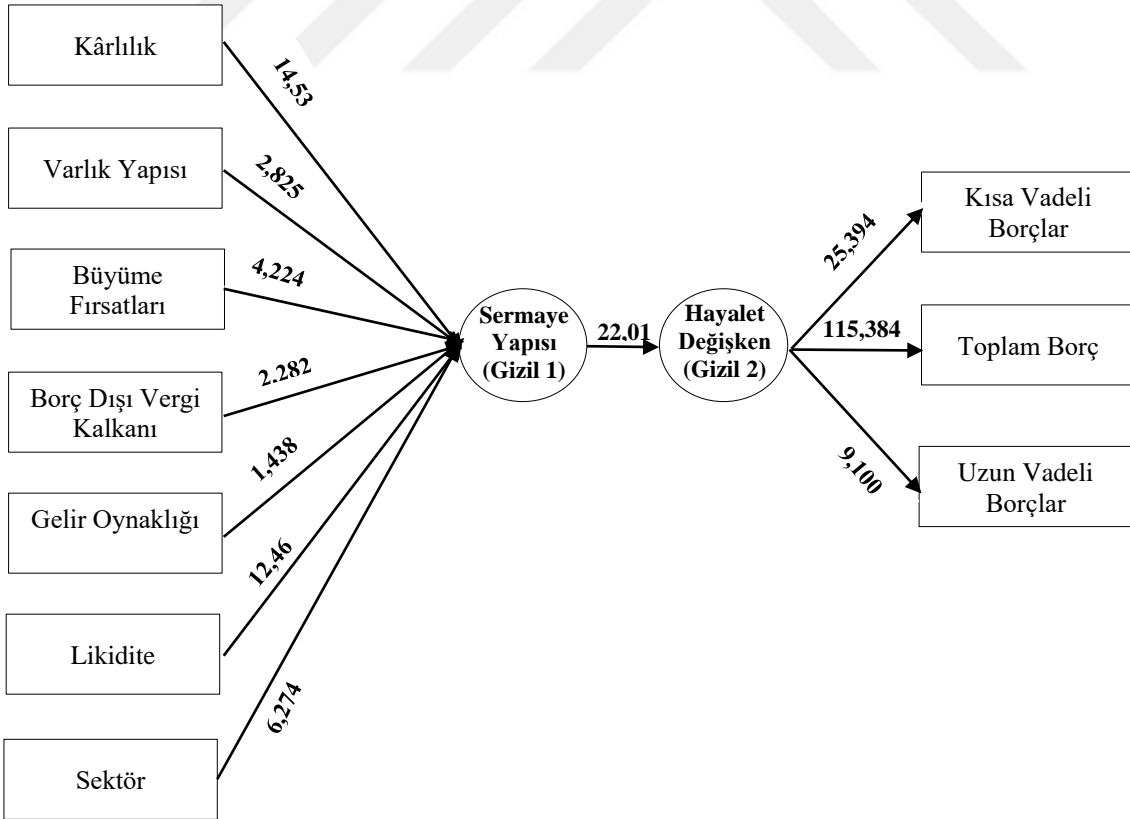 Kârlılık
14,53
Varlık Yapısı
2,825
Büyüme
Fırsatları
4,224
Borç Dışı Vergi
Kalkanı
2.282
Gelir Oynaklığı
1,438
Likidite
12,46
Sektör
6,274
Sermaye
Yapısı
(Gizil 1)
22,01
Hayalet
Değişken
(Gizil 2)
25,394
Kısa Vadeli
Borçlar
115,384
Toplam Borç
9,100
Uzun Vadeli
Borçlar